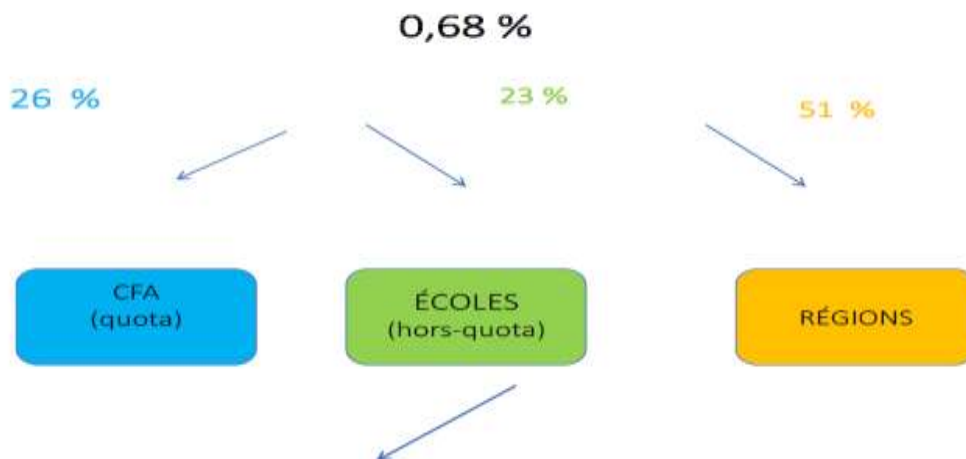 0,68 %
26 %
23 %
51 %
CFA
(quota)
ÉCOLES
(hors-quota)
RÉGIONS